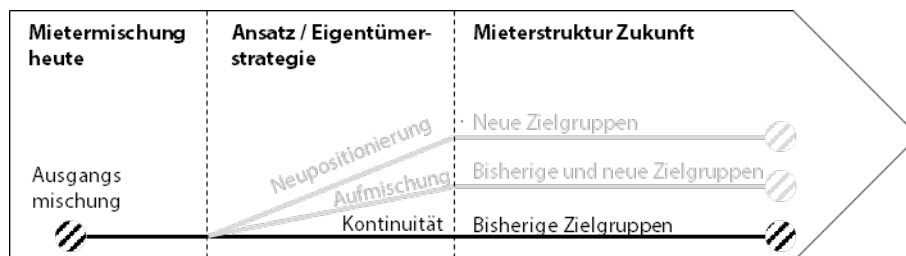 Mietermischung
heute
Ansatz / Eigentümer-
strategie
Mieterstruktur Zukunft
Neupositionierung
Neue Zielgruppen
Aufmischung
Bisherige und neue Zielgruppen
Ausgangs
mischung
Kontinuität
Bisherige Zielgruppen